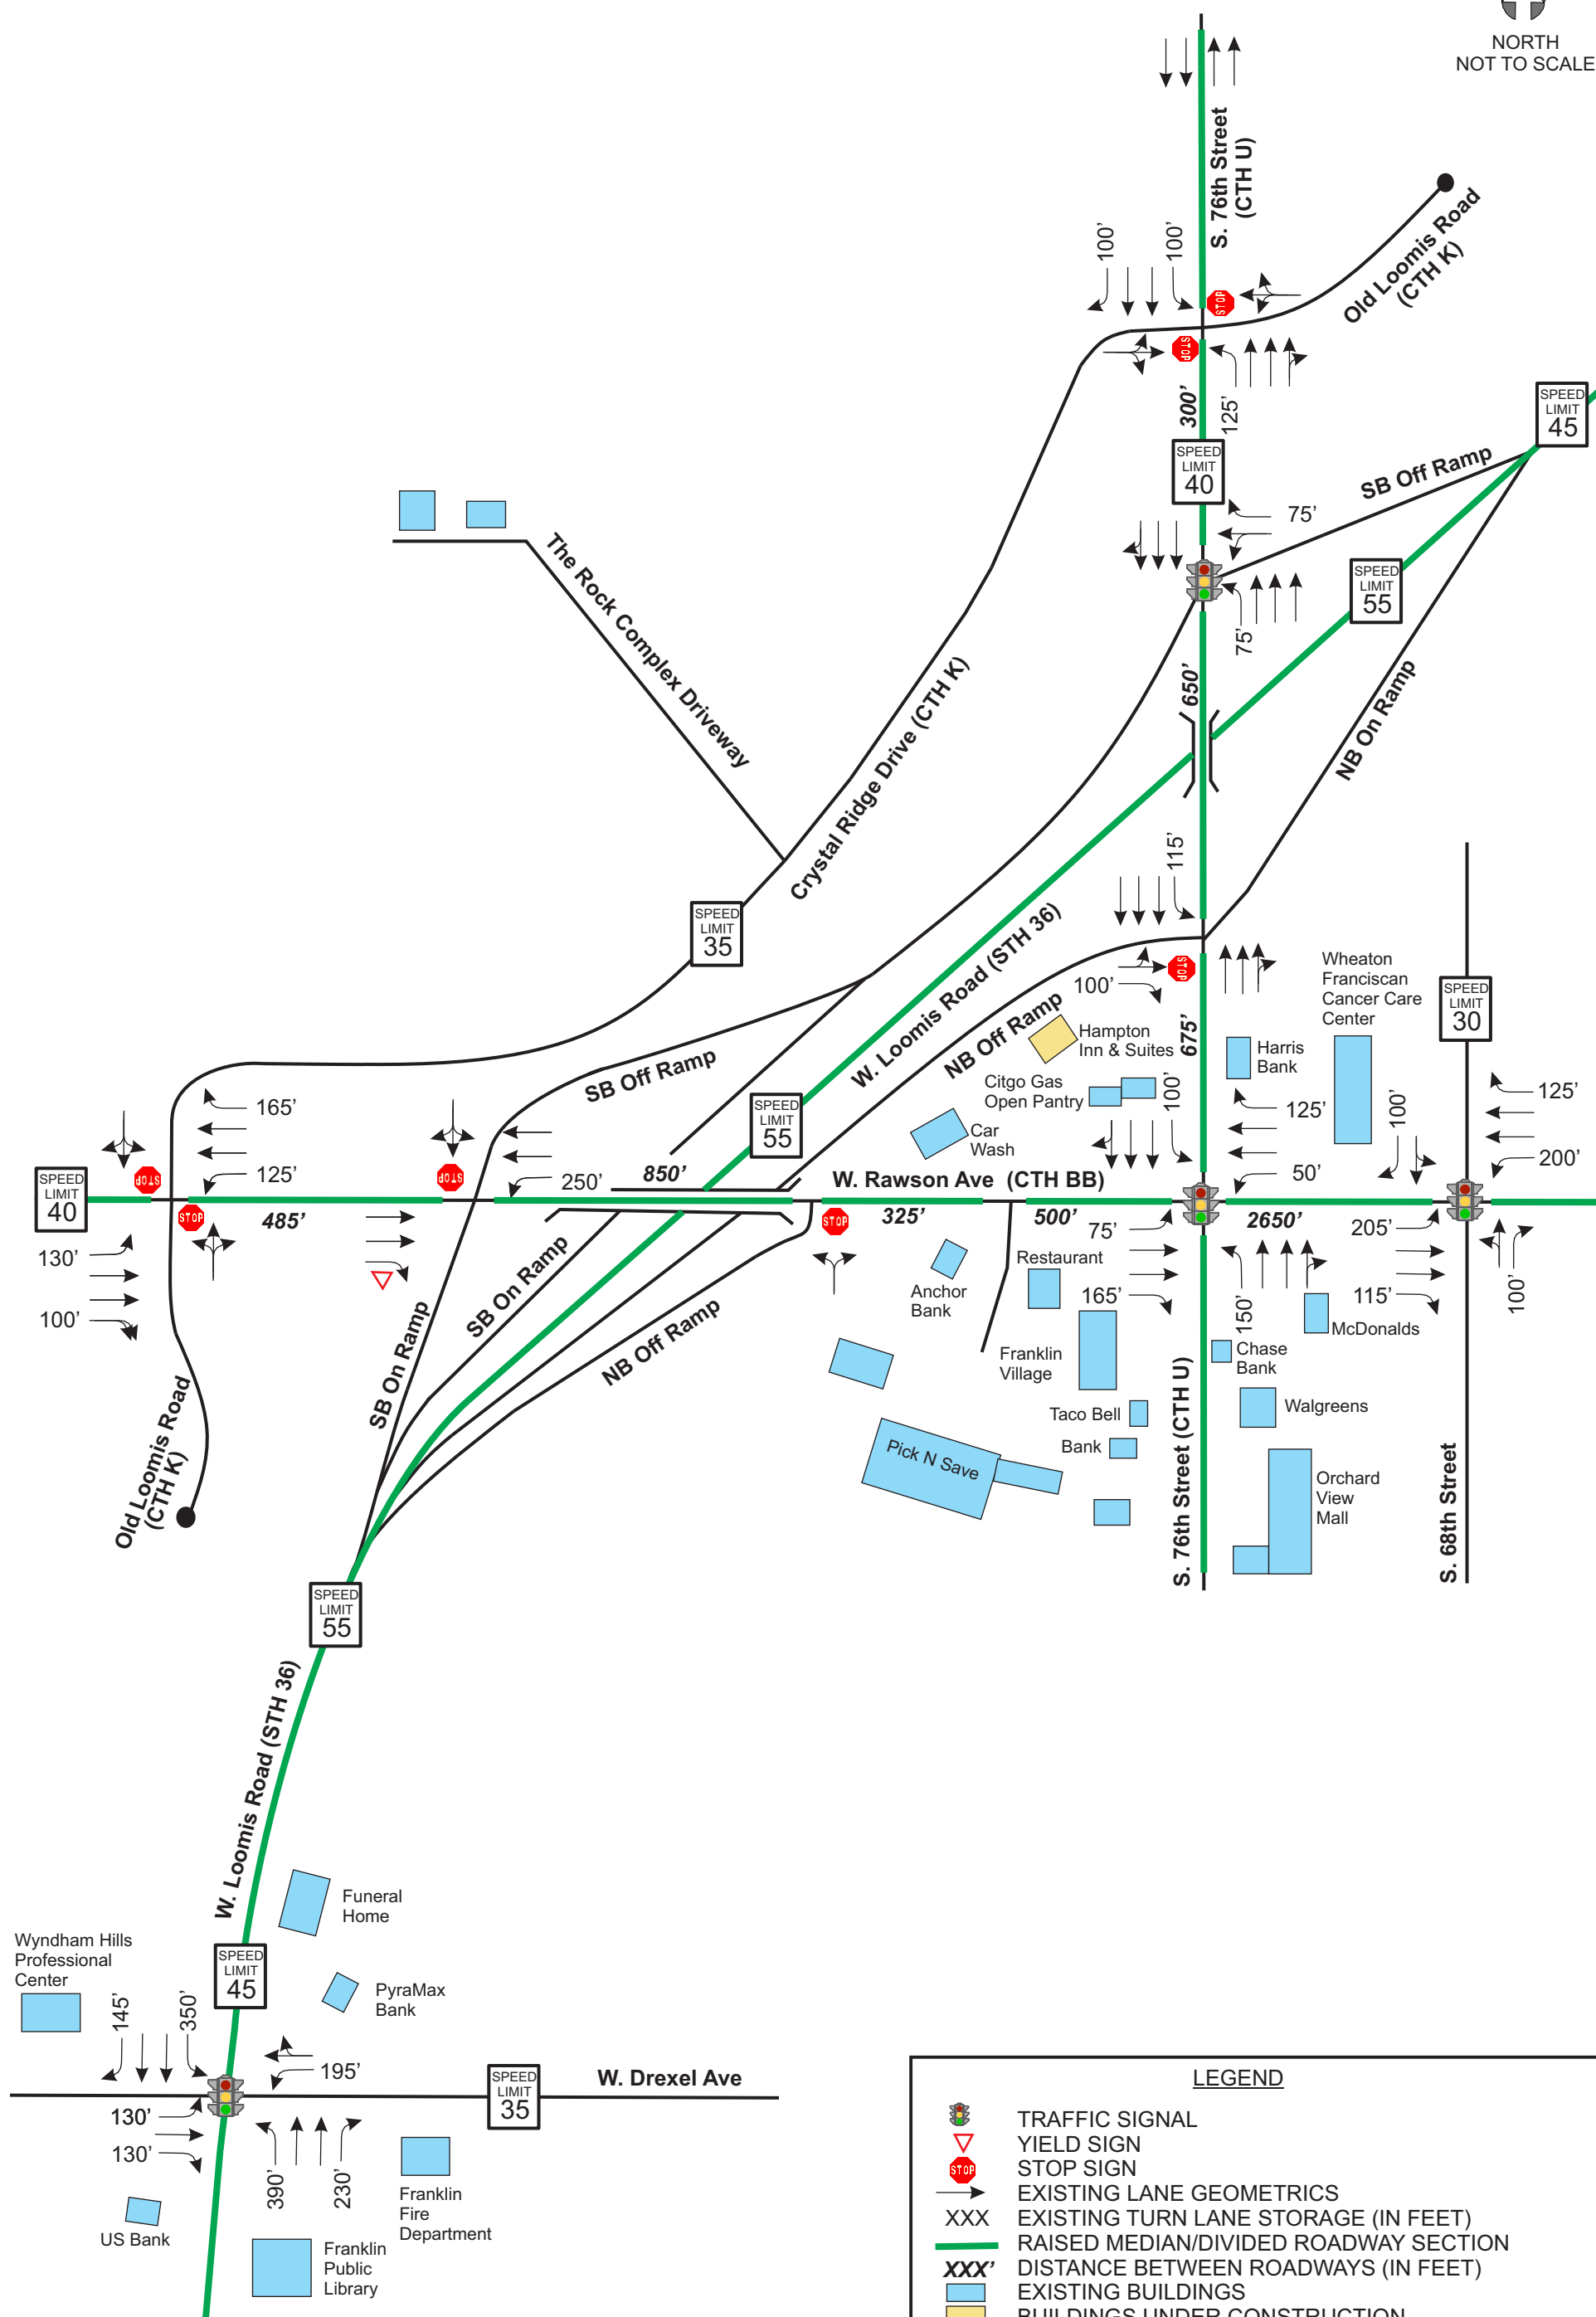 NORTH
NOT TO SCALE
S. 76th Street
(CTH U)
Old Loomis Road
(CTH K)
100’
100’
STOP
STOP
300’
125’
SPEED
LIMIT
45
SPEED
LIMIT
40
SB Off Ramp
75’
The Rock Complex Driveway
SPEED
LIMIT
55
75’
650’
Crystal Ridge Drive (CTH K)
NB On Ramp
115’
SPEED
LIMIT
35
W. Loomis Road (STH 36)
STOP
100’
NB Off Ramp
Wheaton
Franciscan
Cancer Care
Center
SPEED
LIMIT
30
Hampton
Inn & Suites
675’
Harris
Bank
SB Off Ramp
Citgo Gas
Open Pantry
100’
125’
100’
125’
165’
SPEED
LIMIT
55
Car
Wash
125’
STOP
STOP
250’
850’
W. Rawson Ave  (CTH BB)
50’
200’
SPEED
LIMIT
40
STOP
485’
STOP
325’
500’
75’
2650’
205’
130’
100’
SB On Ramp
SB On Ramp
NB Off Ramp
Anchor
Bank
Restaurant
165’
150’
115’
100’
McDonalds
Chase
Bank
Franklin
Village
Old Loomis Road
(CTH K)
Taco Bell
Walgreens
Bank
Pick N Save
S. 76th Street (CTH U)
Orchard
View
Mall
S. 68th Street
SPEED
LIMIT
55
W. Loomis Road (STH 36)
Funeral
Home
Wyndham Hills
Professional
Center
SPEED
LIMIT
45
PyraMax
Bank
145’
350’
195’
SPEED
LIMIT
35
W. Drexel Ave
130’
130’
390’
230’
US Bank
Franklin
Fire
Department
Franklin
Public
Library
LEGEND
TRAFFIC SIGNAL
YIELD SIGN
STOP
STOP SIGN
EXISTING LANE GEOMETRICS
XXX
EXISTING TURN LANE STORAGE (IN FEET)
RAISED MEDIAN/DIVIDED ROADWAY SECTION
XXX’
DISTANCE BETWEEN ROADWAYS (IN FEET)
EXISTING BUILDINGS
BUILDINGS UNDER CONSTRUCTION